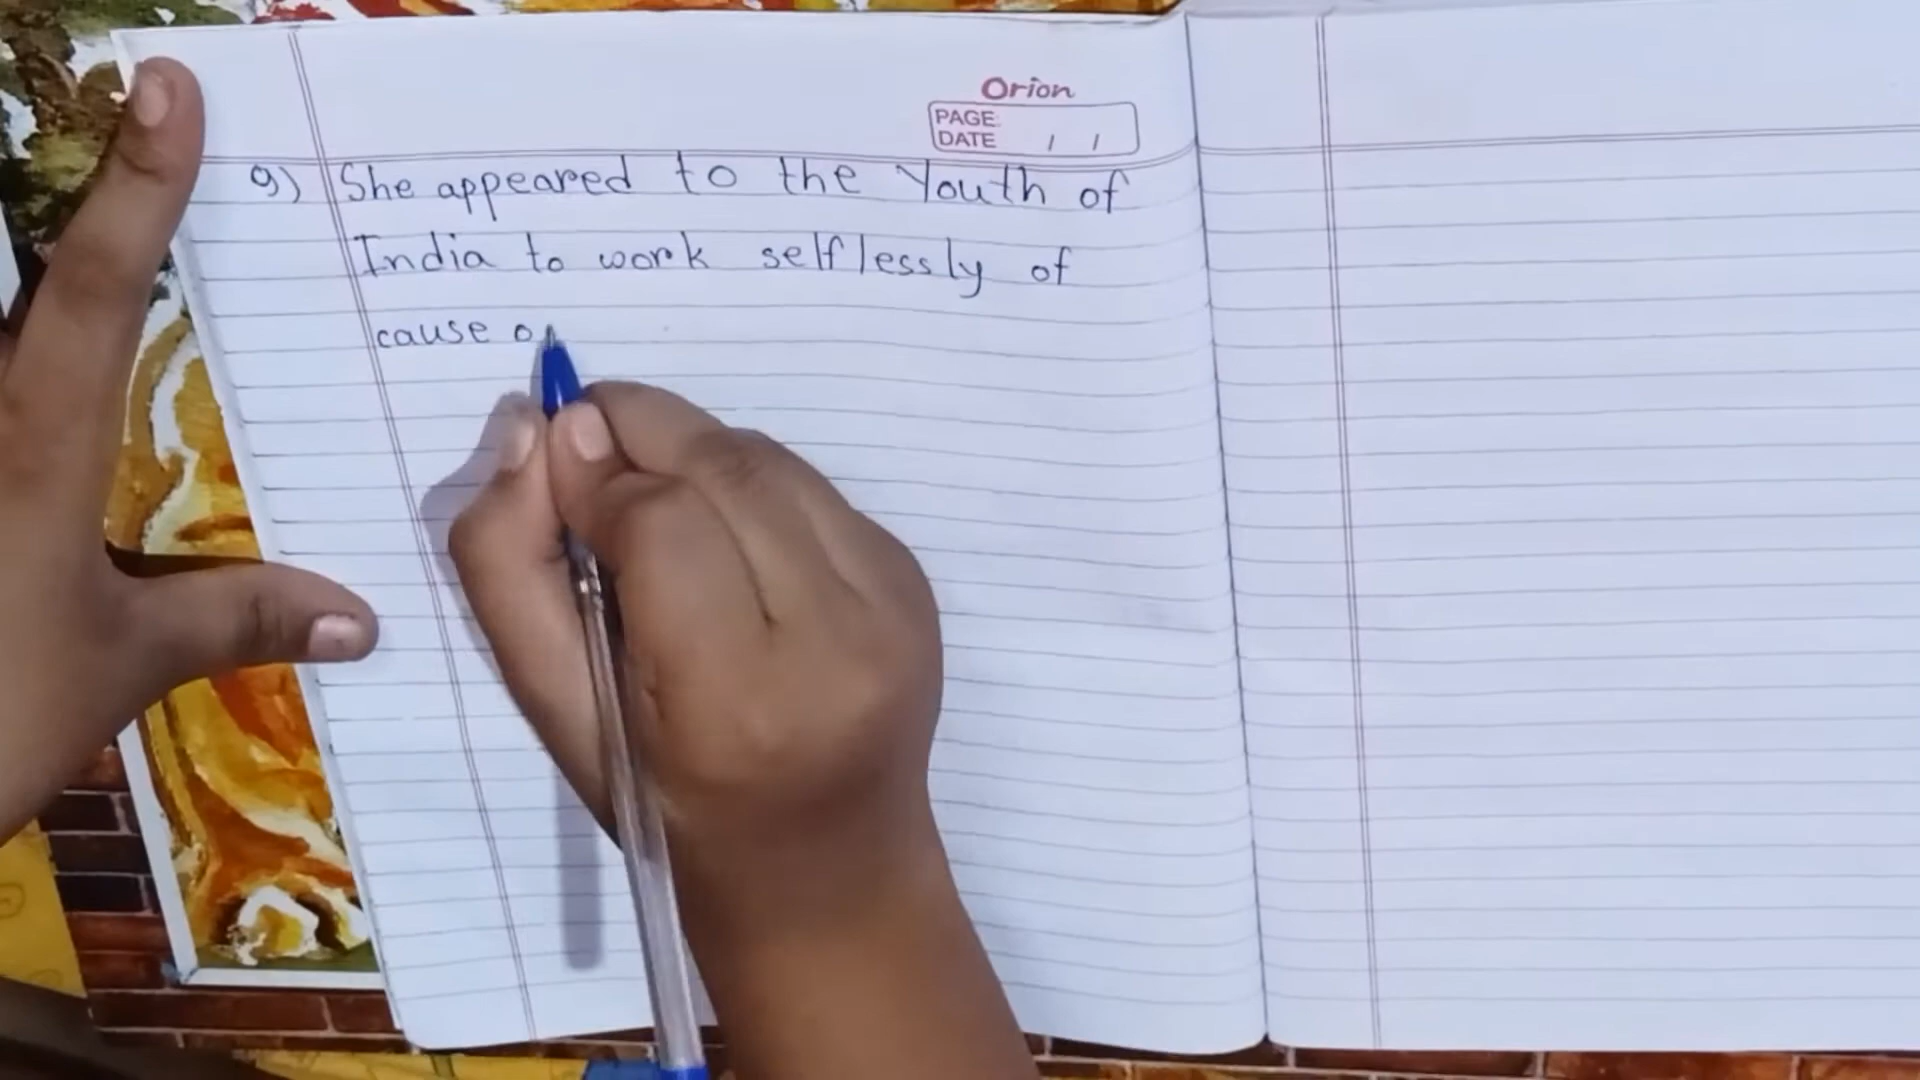 Orion
PAGE:
DATE / /
9) She appeared to the Youth of
India to work selflessly of
cause o